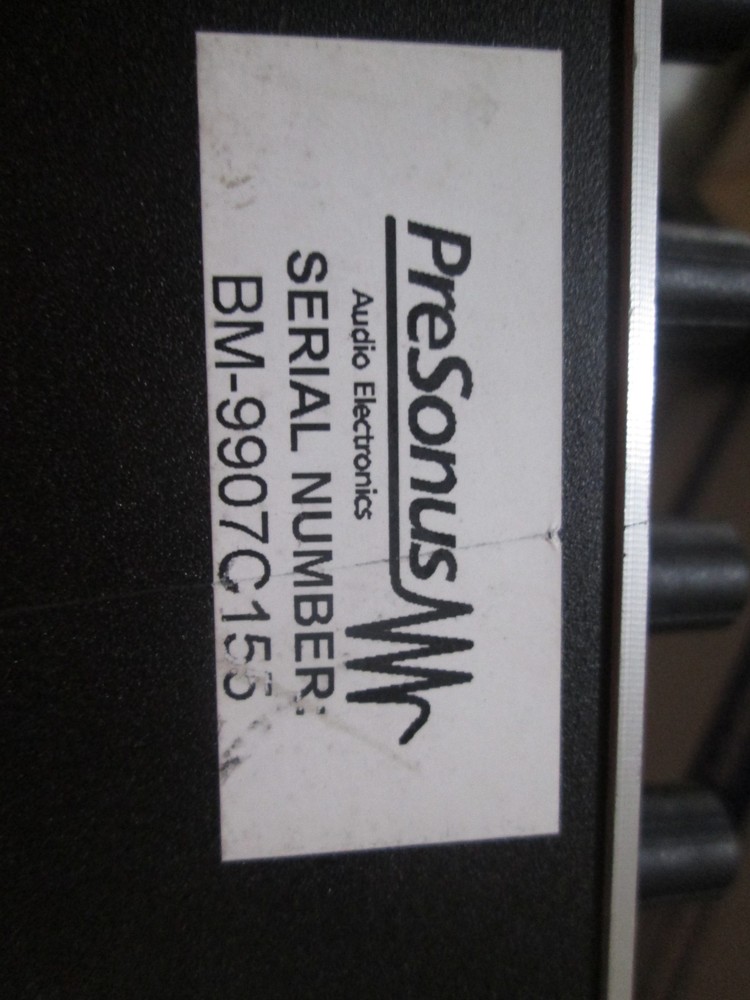 PreSonus
Audio Electronics
SERIAL NUMBER:
BM-9907C155